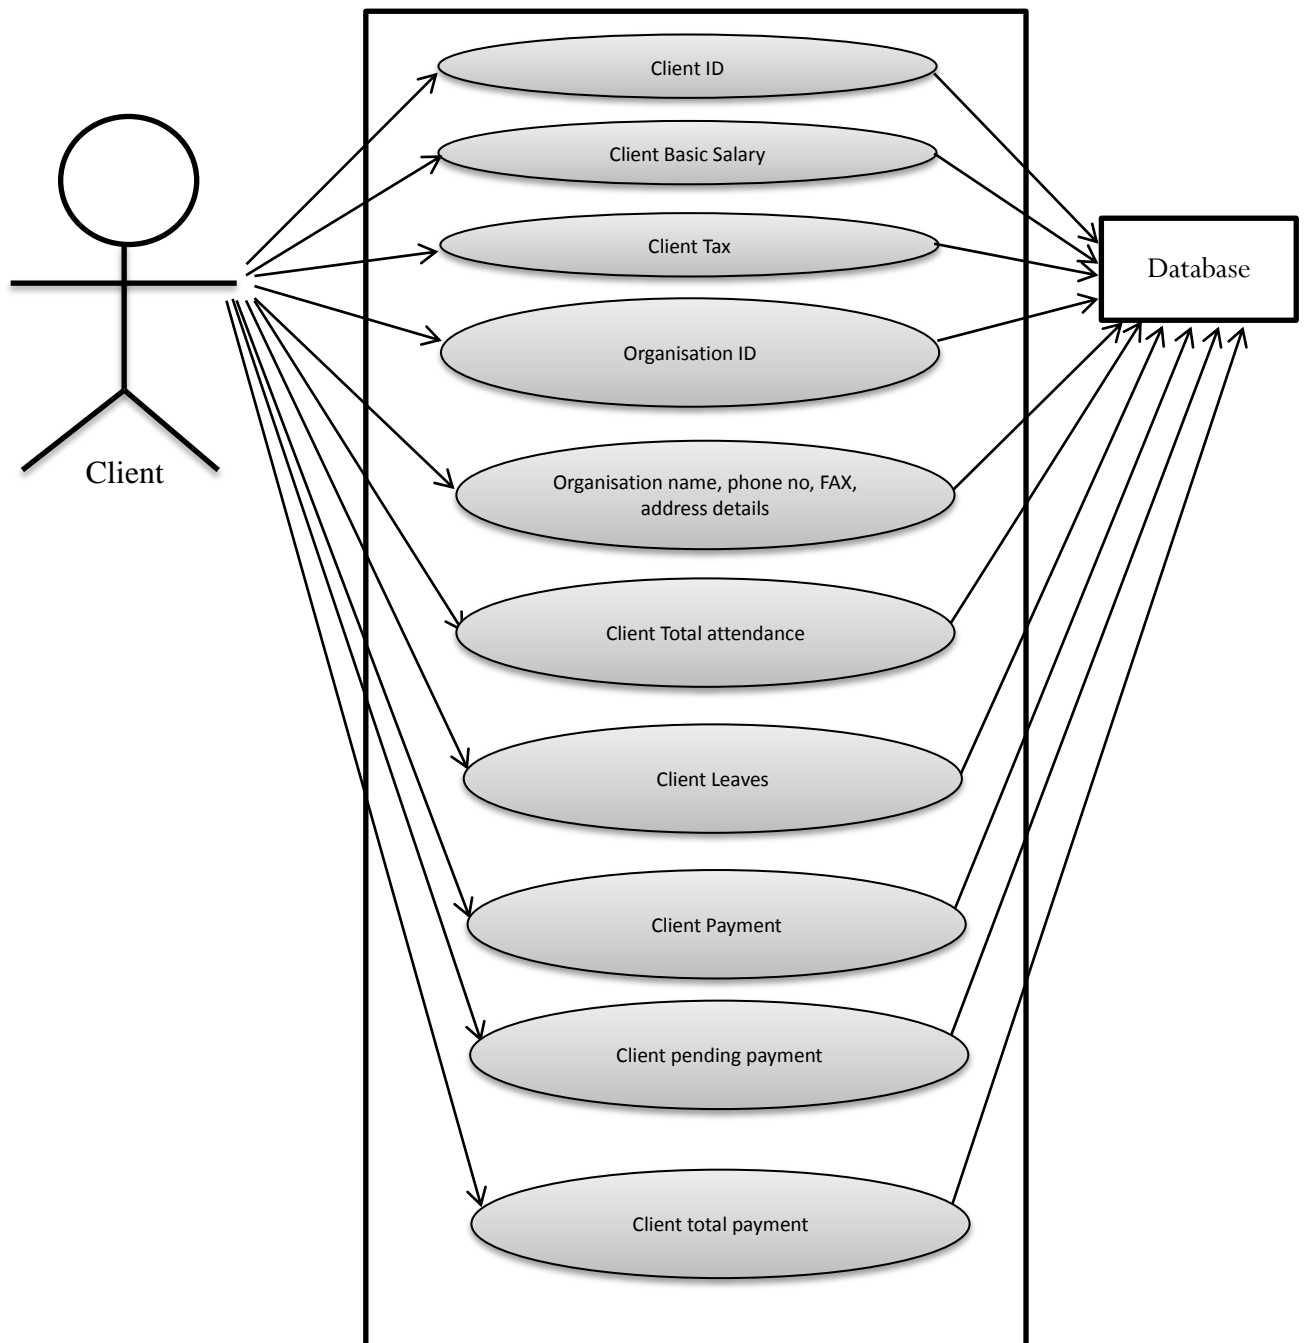 Client ID
Client Basic Salary
Client Tax
Database
Organisation ID
Client
Organisation name, phone no, FAX,
address details
Client Total attendance
Client Leaves
Client Payment
Client pending payment
Client total payment